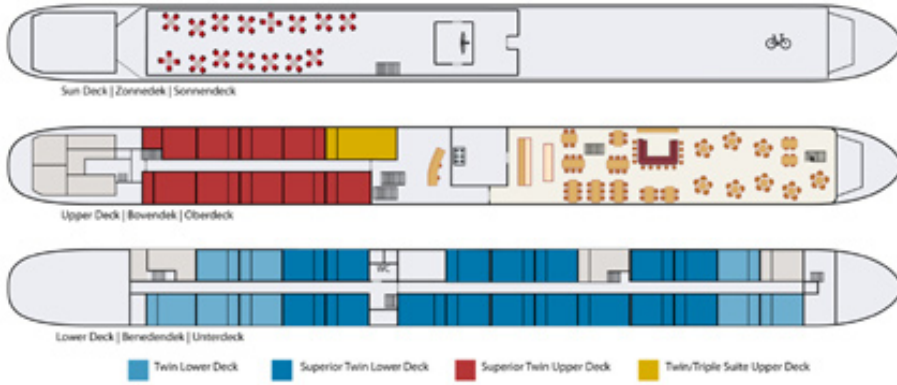 Sun Deck | Zonnedek | Sonnendeck
Upper Deck | Bovendek | Oberdeck
WC
Lower Deck | Benedendek | Unterdeck
Twin Lower Deck
Superior Twin Lower Deck
Superior Twin Upper Deck
Twin/Triple Suite Upper Deck